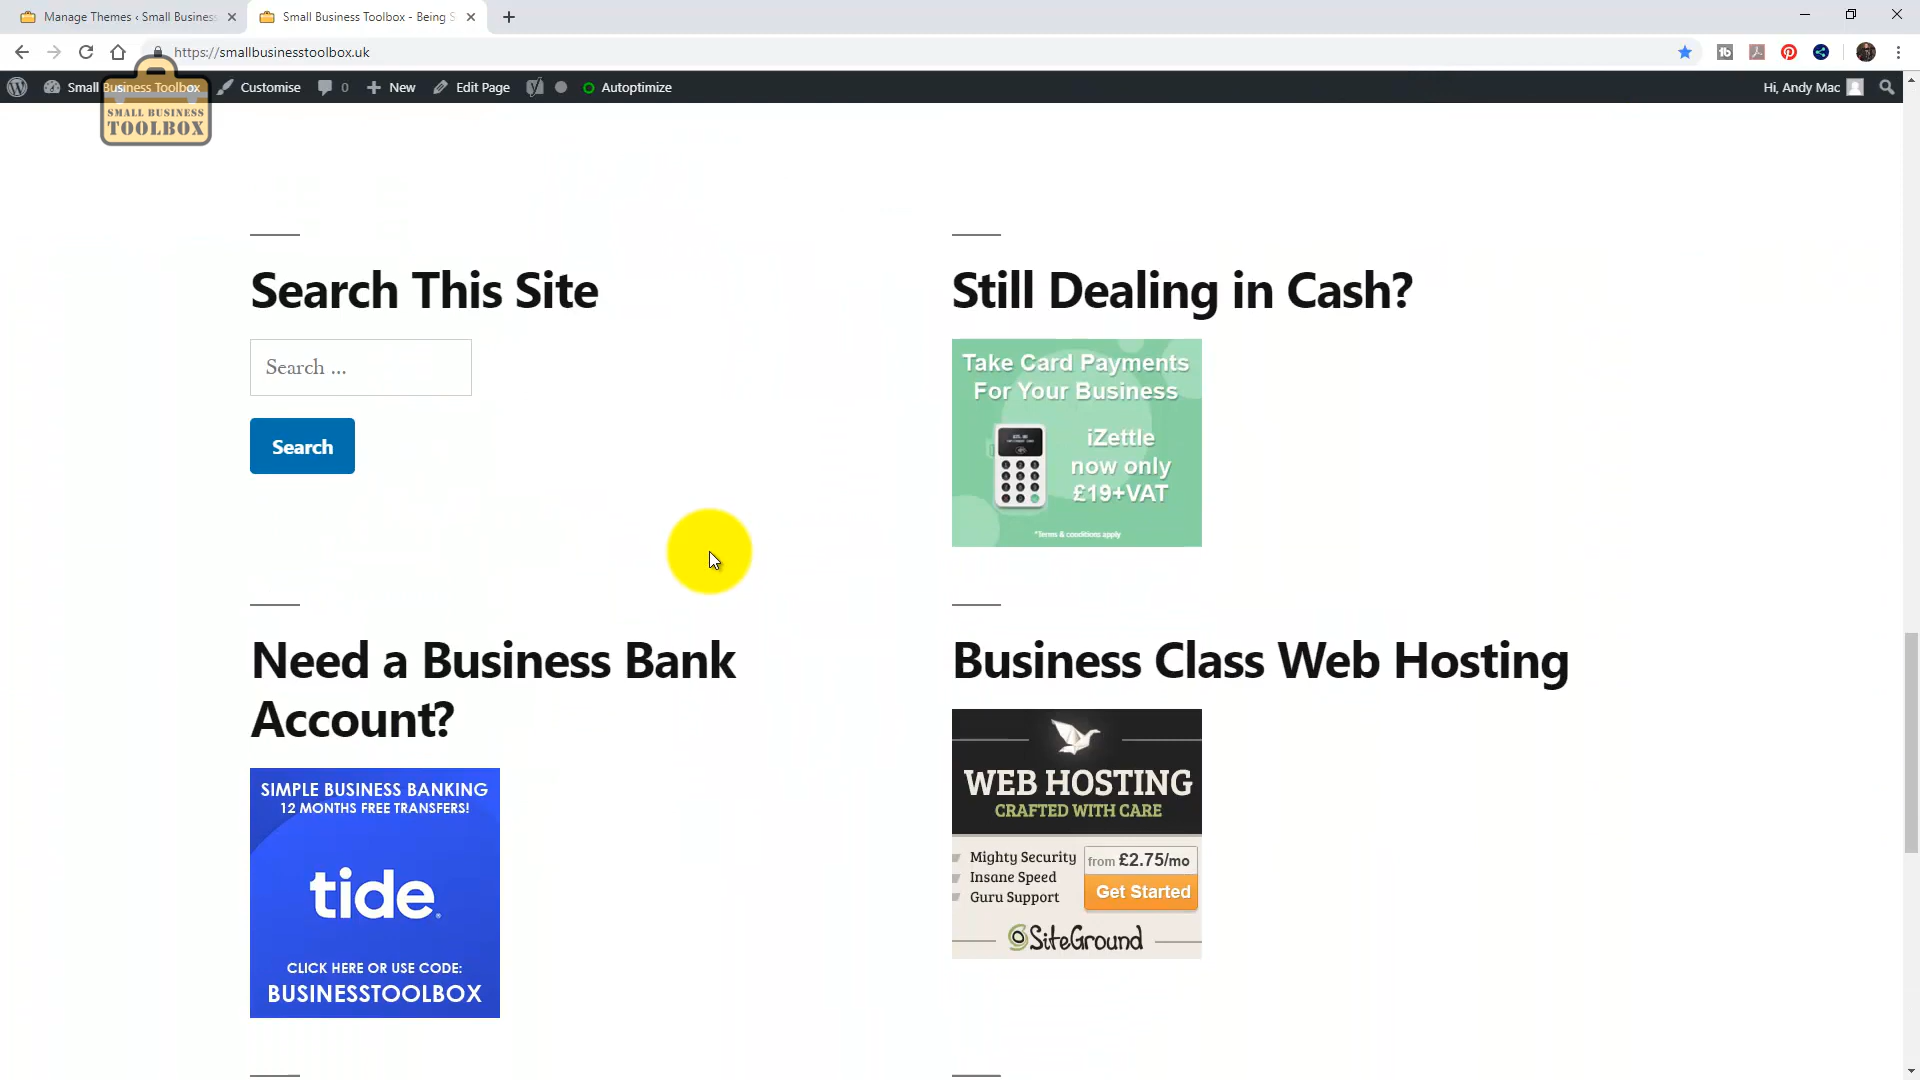 Manage Themes ‹ Small Business
Small Business Toolbox - Being S
https://smallbusinesstoolbox.uk
Small Business Toolbox
Customise
0
New
Edit Page
Autoptimize
Hi, Andy Mac
SMALL BUSINESS
TOOLBOX
Search This Site
Search ...
Search
Still Dealing in Cash?
Take Card Payments
For Your Business
iZettle
now only
£19+VAT
*Terms & conditions apply
Need a Business Bank
Account?
SIMPLE BUSINESS BANKING
12 MONTHS FREE TRANSFERS!
tide
CLICK HERE OR USE CODE:
BUSINESSTOOLBOX
Business Class Web Hosting
WEB HOSTING
CRAFTED WITH CARE
Mighty Security
Insane Speed
Guru Support
from £2.75/mo
Get Started
SiteGround